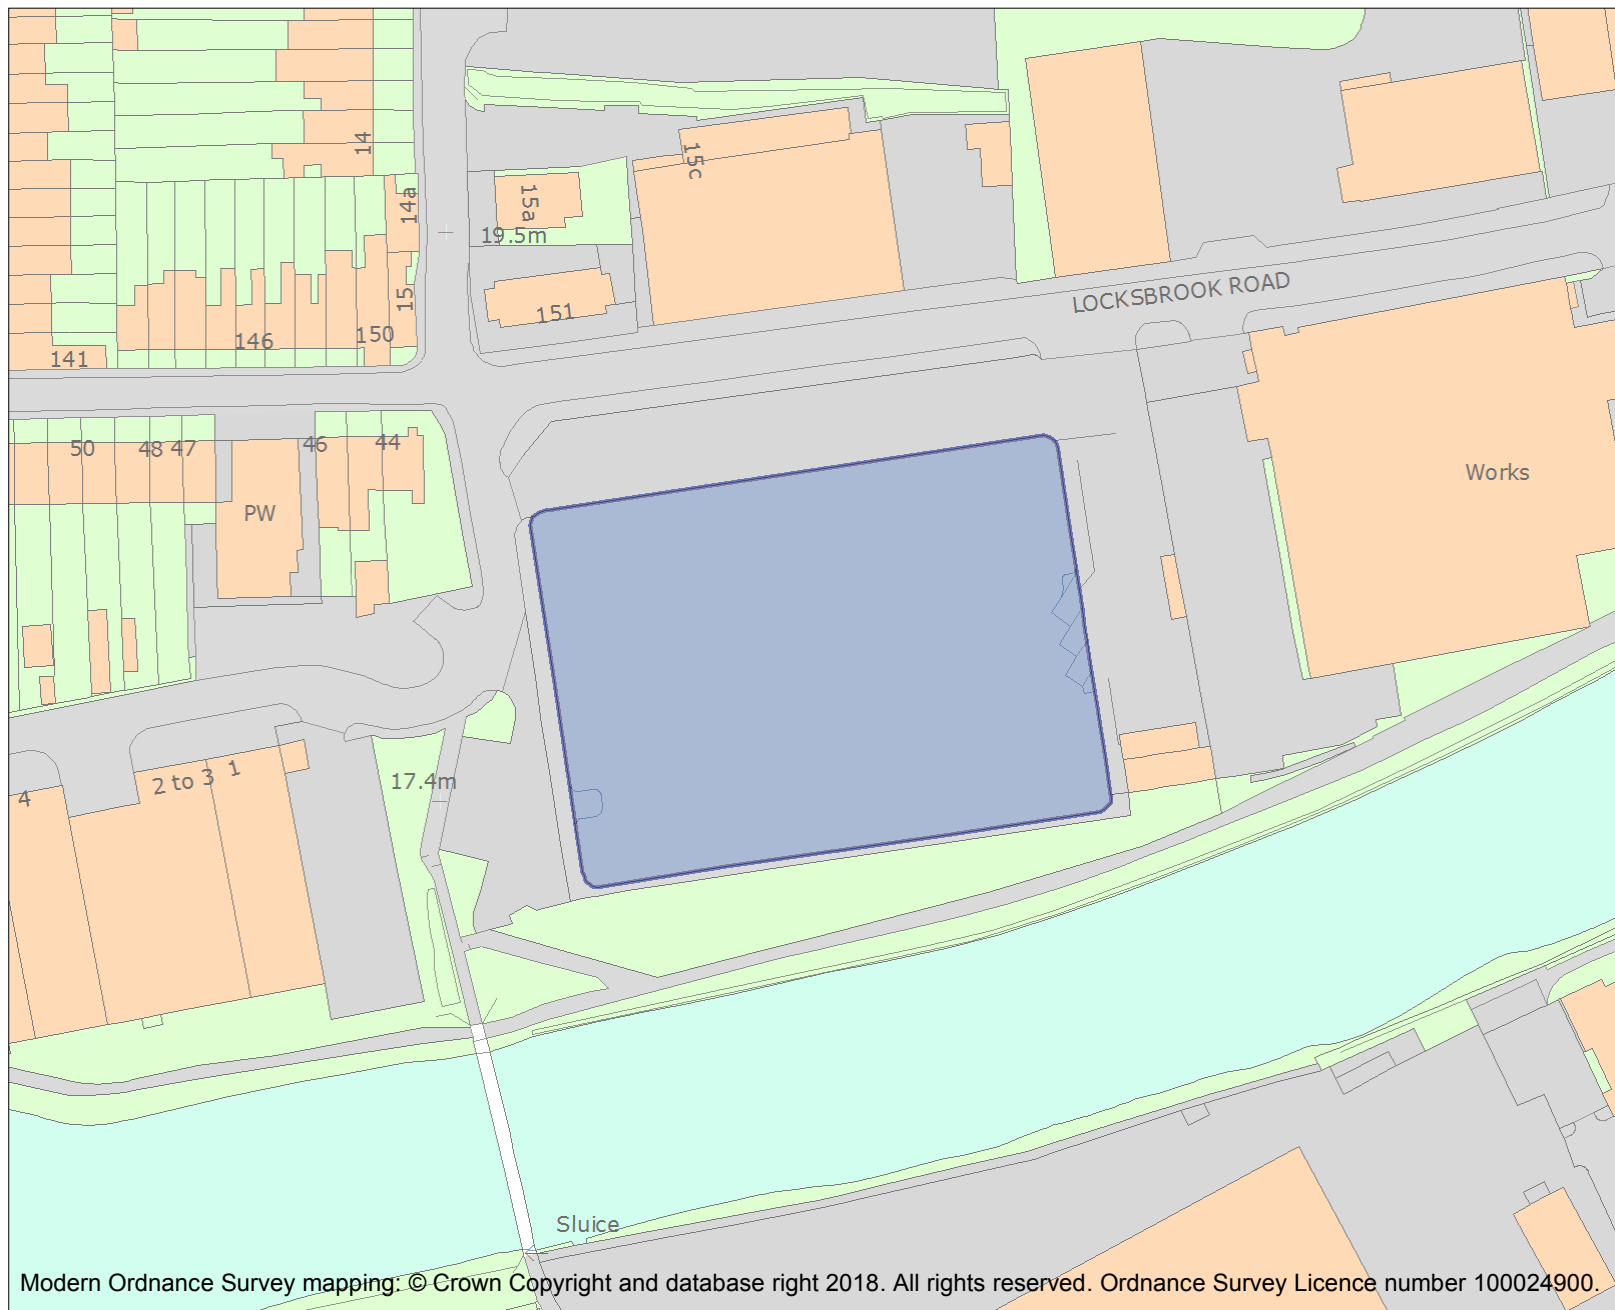 14
15c
14a
15a
19.5m
15
151
LOCKSBROOK ROAD
146
150
141
50
48 47
46
44
PW
Works
2 to 3 1
17.4m
4
Sluice
Modern Ordnance Survey mapping: © Crown Copyright and database right 2018. All rights reserved. Ordnance Survey Licence number 100024900.